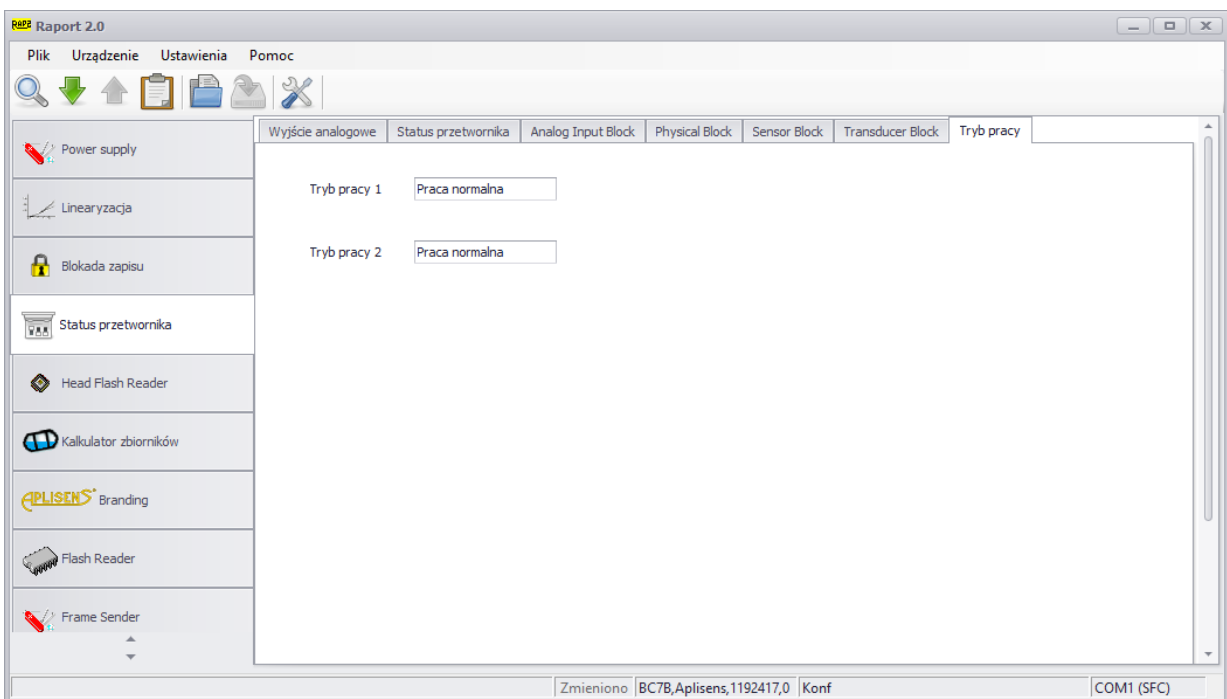 RAP2 Raport 2.0
Plik Urządzenie Ustawienia Pomoc
Wyjście analogowe Status przetwornika Analog Input Block Physical Block Sensor Block Transducer Block Tryb pracy
Power supply
Linearyzacja
Blokada zapisu
Status przetwornika
Head Flash Reader
Kalkulator zbiorników
APLISENS Branding
Flash Reader
Frame Sender
Tryb pracy 1 Praca normalna
Tryb pracy 2 Praca normalna
Zmieniono BC7B,Aplisens,1192417,0 Konf COM1 (SFC)